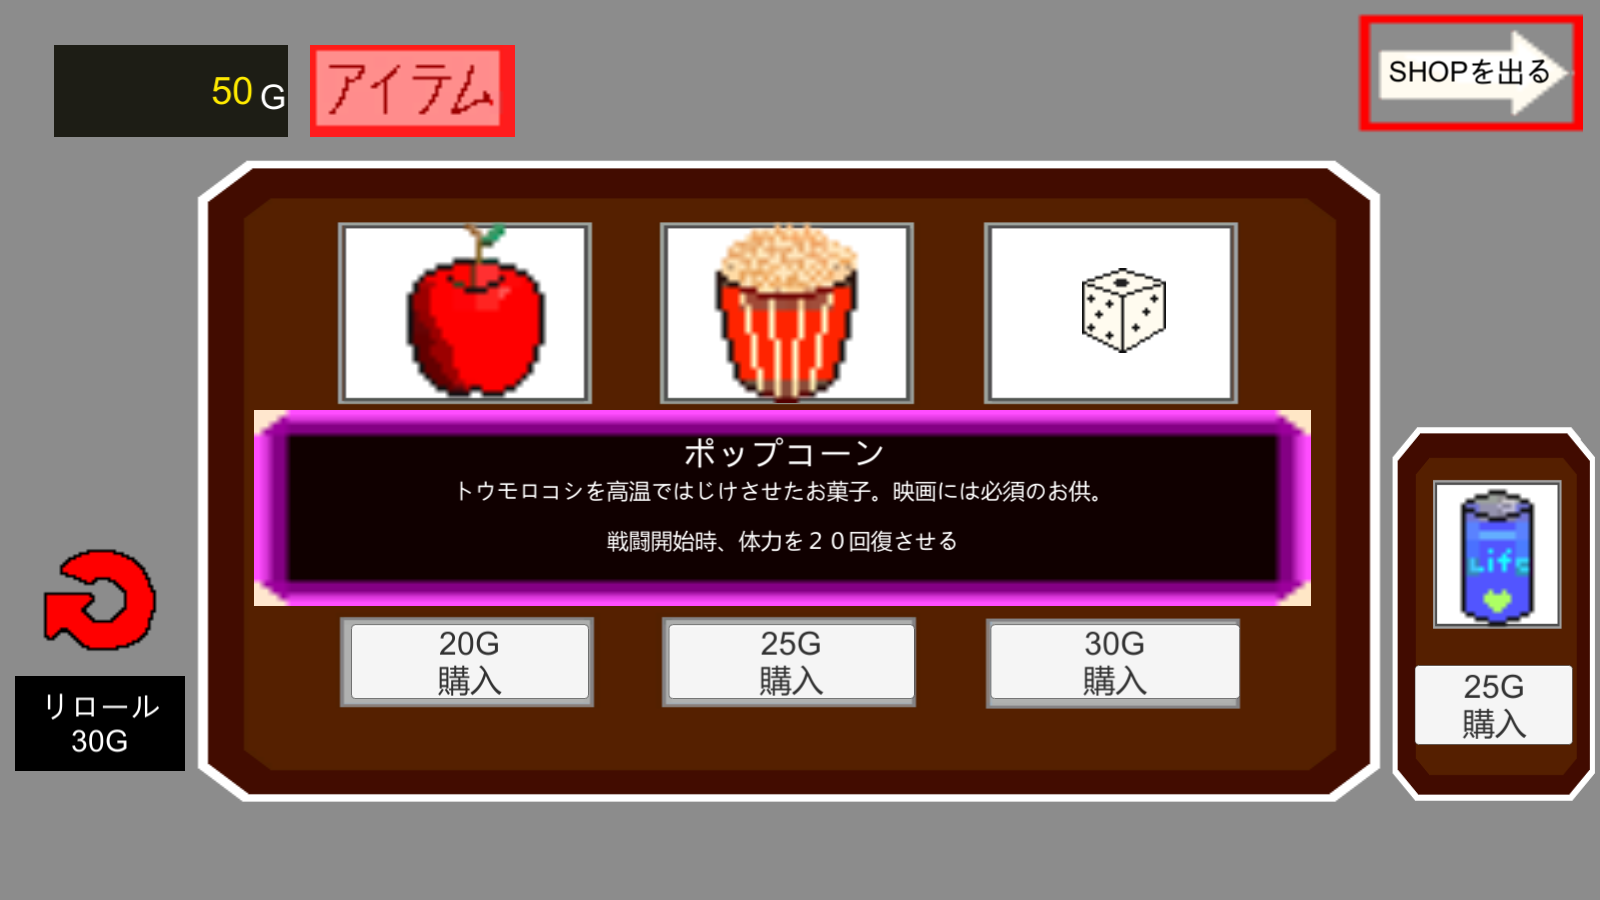 50 G
アイテム
SHOPを出る
ポップコーン
トウモロコシを高温ではじけさせたお菓子。映画には必須のお供。
戦闘開始時、体力を２０回復させる
Life
リロール
30G
20G
購入
25G
購入
30G
購入
25G
購入